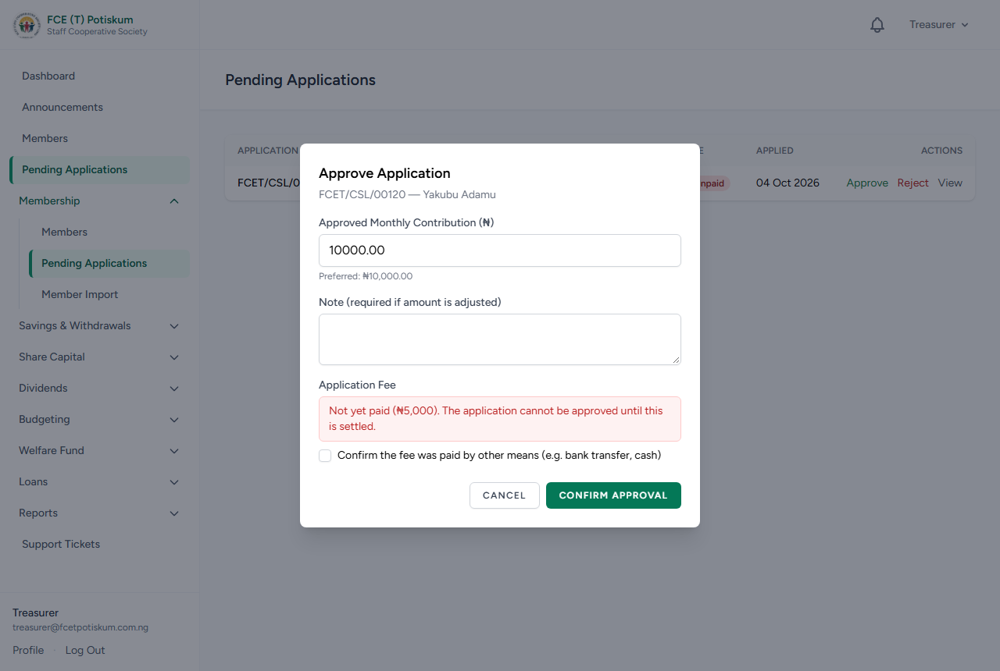 FCE (T) Potiskum
Staff Cooperative Society
Treasurer
Dashboard
Announcements
Members
Pending Applications
Membership
Members
Pending Applications
Member Import
Savings & Withdrawals
Share Capital
Dividends
Budgeting
Welfare Fund
Loans
Reports
Support Tickets
Treasurer
treasurer@fcetpotiskum.com.ng
Profile · Log Out
Pending Applications
APPLICATION APPLIED ACTIONS
FCET/CSL/0 04 Oct 2026 Approve Reject View
Approve Application
FCET/CSL/00120 — Yakubu Adamu
Approved Monthly Contribution (₦)
10000.00
Preferred: ₦10,000.00
Note (required if amount is adjusted)
Application Fee
Not yet paid (₦5,000). The application cannot be approved until this
is settled.
Confirm the fee was paid by other means (e.g. bank transfer, cash)
CANCEL CONFIRM APPROVAL